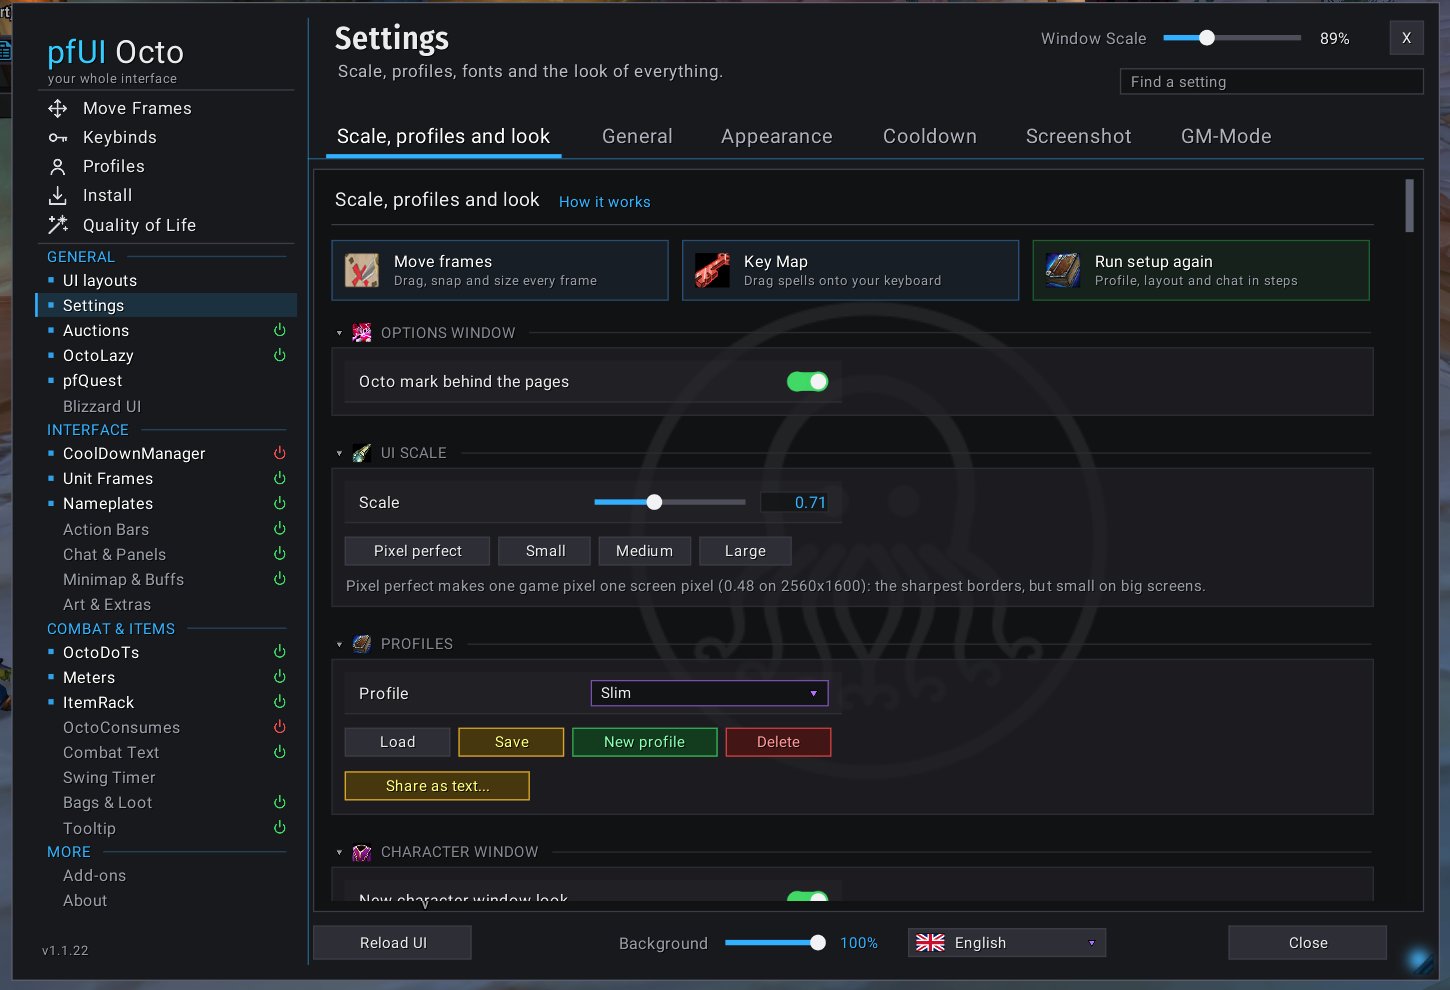 rt]
pfUI Octo
your whole interface
Move Frames
Keybinds
Profiles
Install
Quality of Life
GENERAL
UI layouts
Settings
Auctions
OctoLazy
pfQuest
Blizzard UI
INTERFACE
CoolDownManager
Unit Frames
Nameplates
Action Bars
Chat & Panels
Minimap & Buffs
Art & Extras
COMBAT & ITEMS
OctoDoTs
Meters
ItemRack
OctoConsumes
Combat Text
Swing Timer
Bags & Loot
Tooltip
MORE
Add-ons
About
v1.1.22
Settings
Scale, profiles, fonts and the look of everything.
Window Scale 89% X
Find a setting
Scale, profiles and look General Appearance Cooldown Screenshot GM-Mode
Scale, profiles and look How it works
Move frames
Drag, snap and size every frame
Key Map
Drag spells onto your keyboard
Run setup again
Profile, layout and chat in steps
OPTIONS WINDOW
Octo mark behind the pages
UI SCALE
Scale 0.71
Pixel perfect Small Medium Large
Pixel perfect makes one game pixel one screen pixel (0.48 on 2560x1600): the sharpest borders, but small on big screens.
PROFILES
Profile Slim
Load Save New profile Delete
Share as text...
CHARACTER WINDOW
New character window look
Reload UI Background 100% English Close